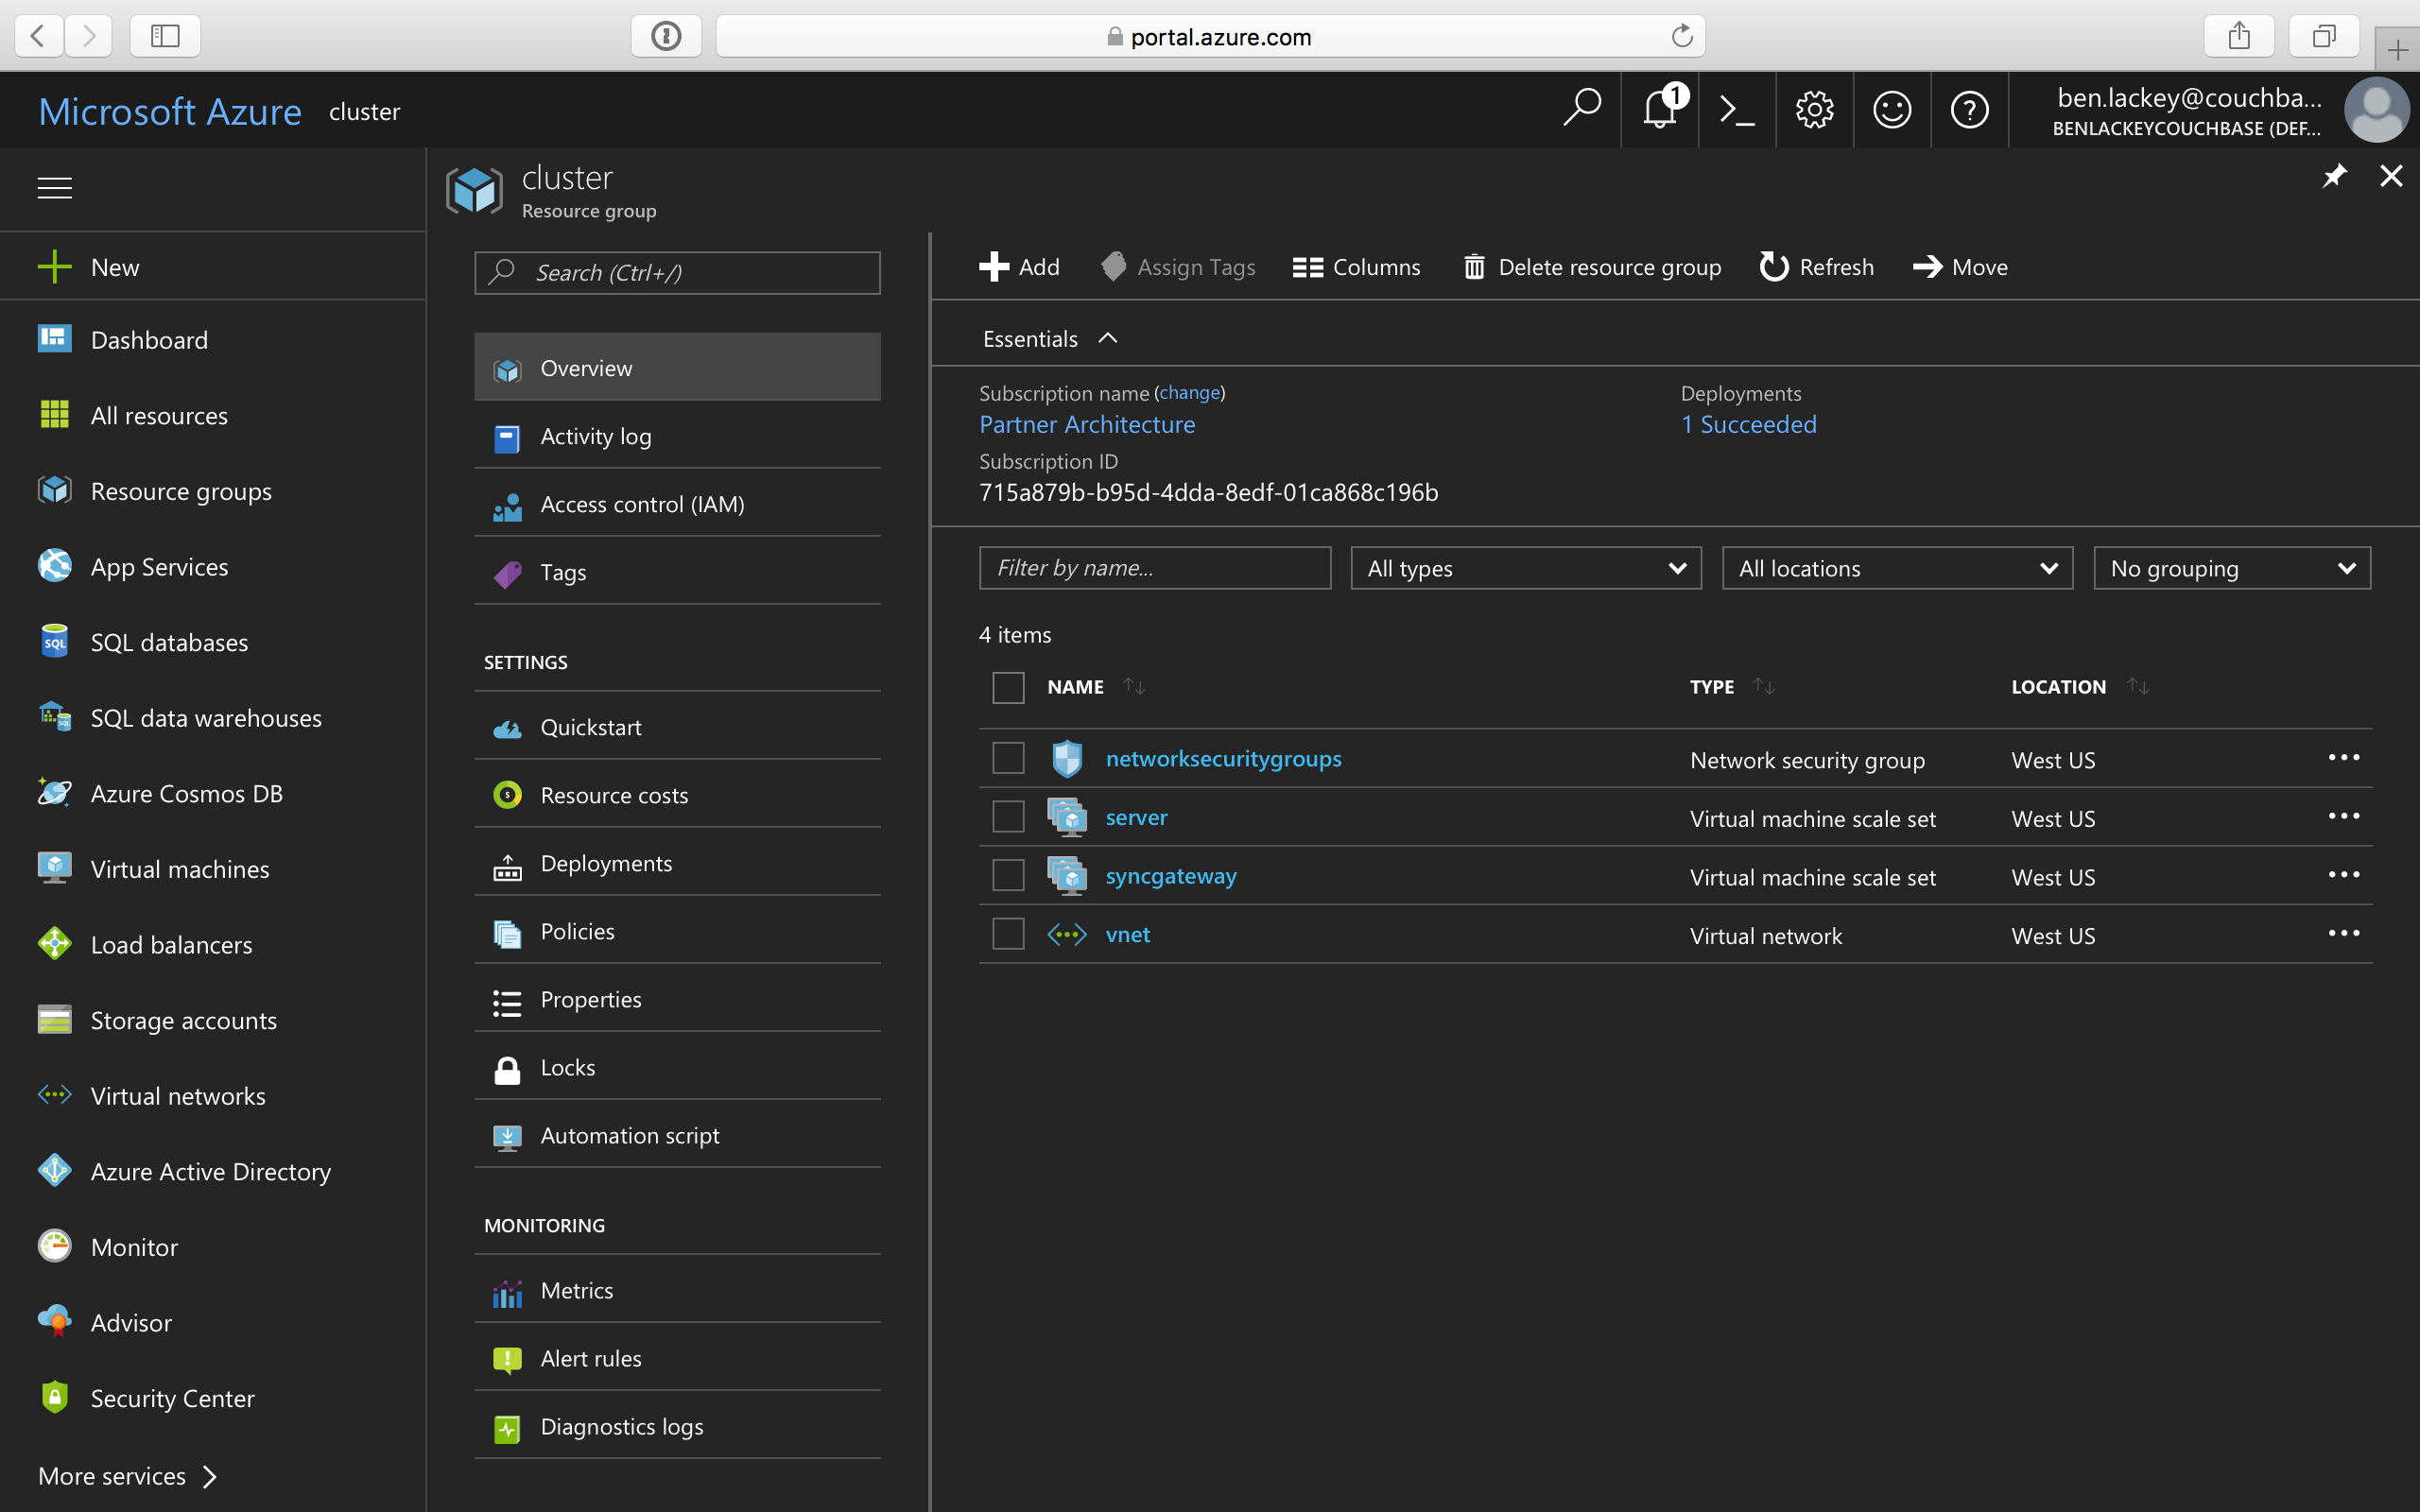 portal.azure.com
Microsoft Azure cluster
1
ben.lackey@couchba...
BENLACKEYCOUCHBASE (DEF...
New
Dashboard
All resources
Resource groups
App Services
SQL databases
SQL data warehouses
Azure Cosmos DB
Virtual machines
Load balancers
Storage accounts
Virtual networks
Azure Active Directory
Monitor
Advisor
Security Center
More services
cluster
Resource group
Search (Ctrl+/)
Overview
Activity log
Access control (IAM)
Tags
SETTINGS
Quickstart
Resource costs
Deployments
Policies
Properties
Locks
Automation script
MONITORING
Metrics
Alert rules
Diagnostics logs
Add Assign Tags Columns Delete resource group Refresh Move
Essentials
Subscription name (change)
Partner Architecture
Deployments
1 Succeeded
Subscription ID
715a879b-b95d-4dda-8edf-01ca868c196b
Filter by name... All types All locations No grouping
4 items
NAME TYPE LOCATION
networksecuritygroups Network security group West US
server Virtual machine scale set West US
syncgateway Virtual machine scale set West US
vnet Virtual network West US